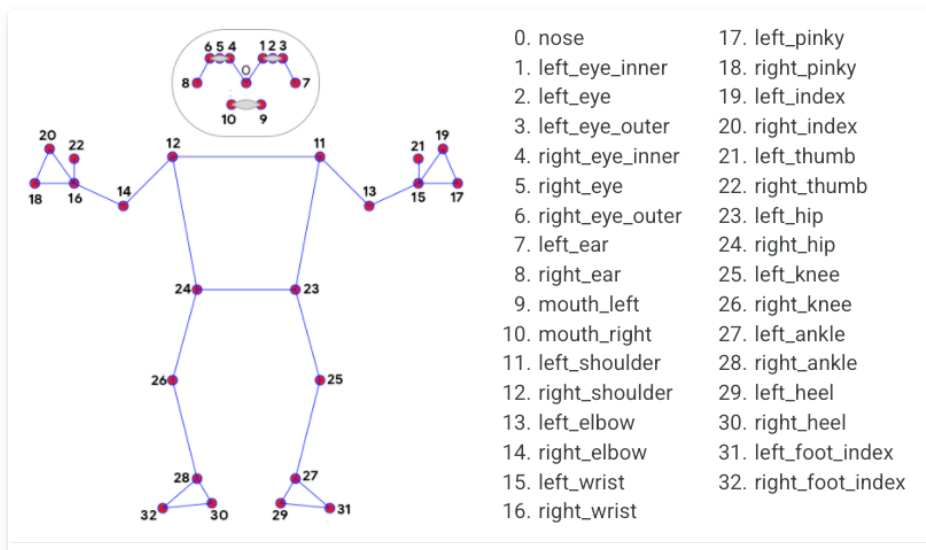 6 5 4 1 2 3
0
8 7
10 9
20 22 12 11 21 19
18 16 14 13 15 17
24 23
26 25
28 27
32 30 29 31
0. nose
1. left_eye_inner
2. left_eye
3. left_eye_outer
4. right_eye_inner
5. right_eye
6. right_eye_outer
7. left_ear
8. right_ear
9. mouth_left
10. mouth_right
11. left_shoulder
12. right_shoulder
13. left_elbow
14. right_elbow
15. left_wrist
16. right_wrist
17. left_pinky
18. right_pinky
19. left_index
20. right_index
21. left_thumb
22. right_thumb
23. left_hip
24. right_hip
25. left_knee
26. right_knee
27. left_ankle
28. right_ankle
29. left_heel
30. right_heel
31. left_foot_index
32. right_foot_index